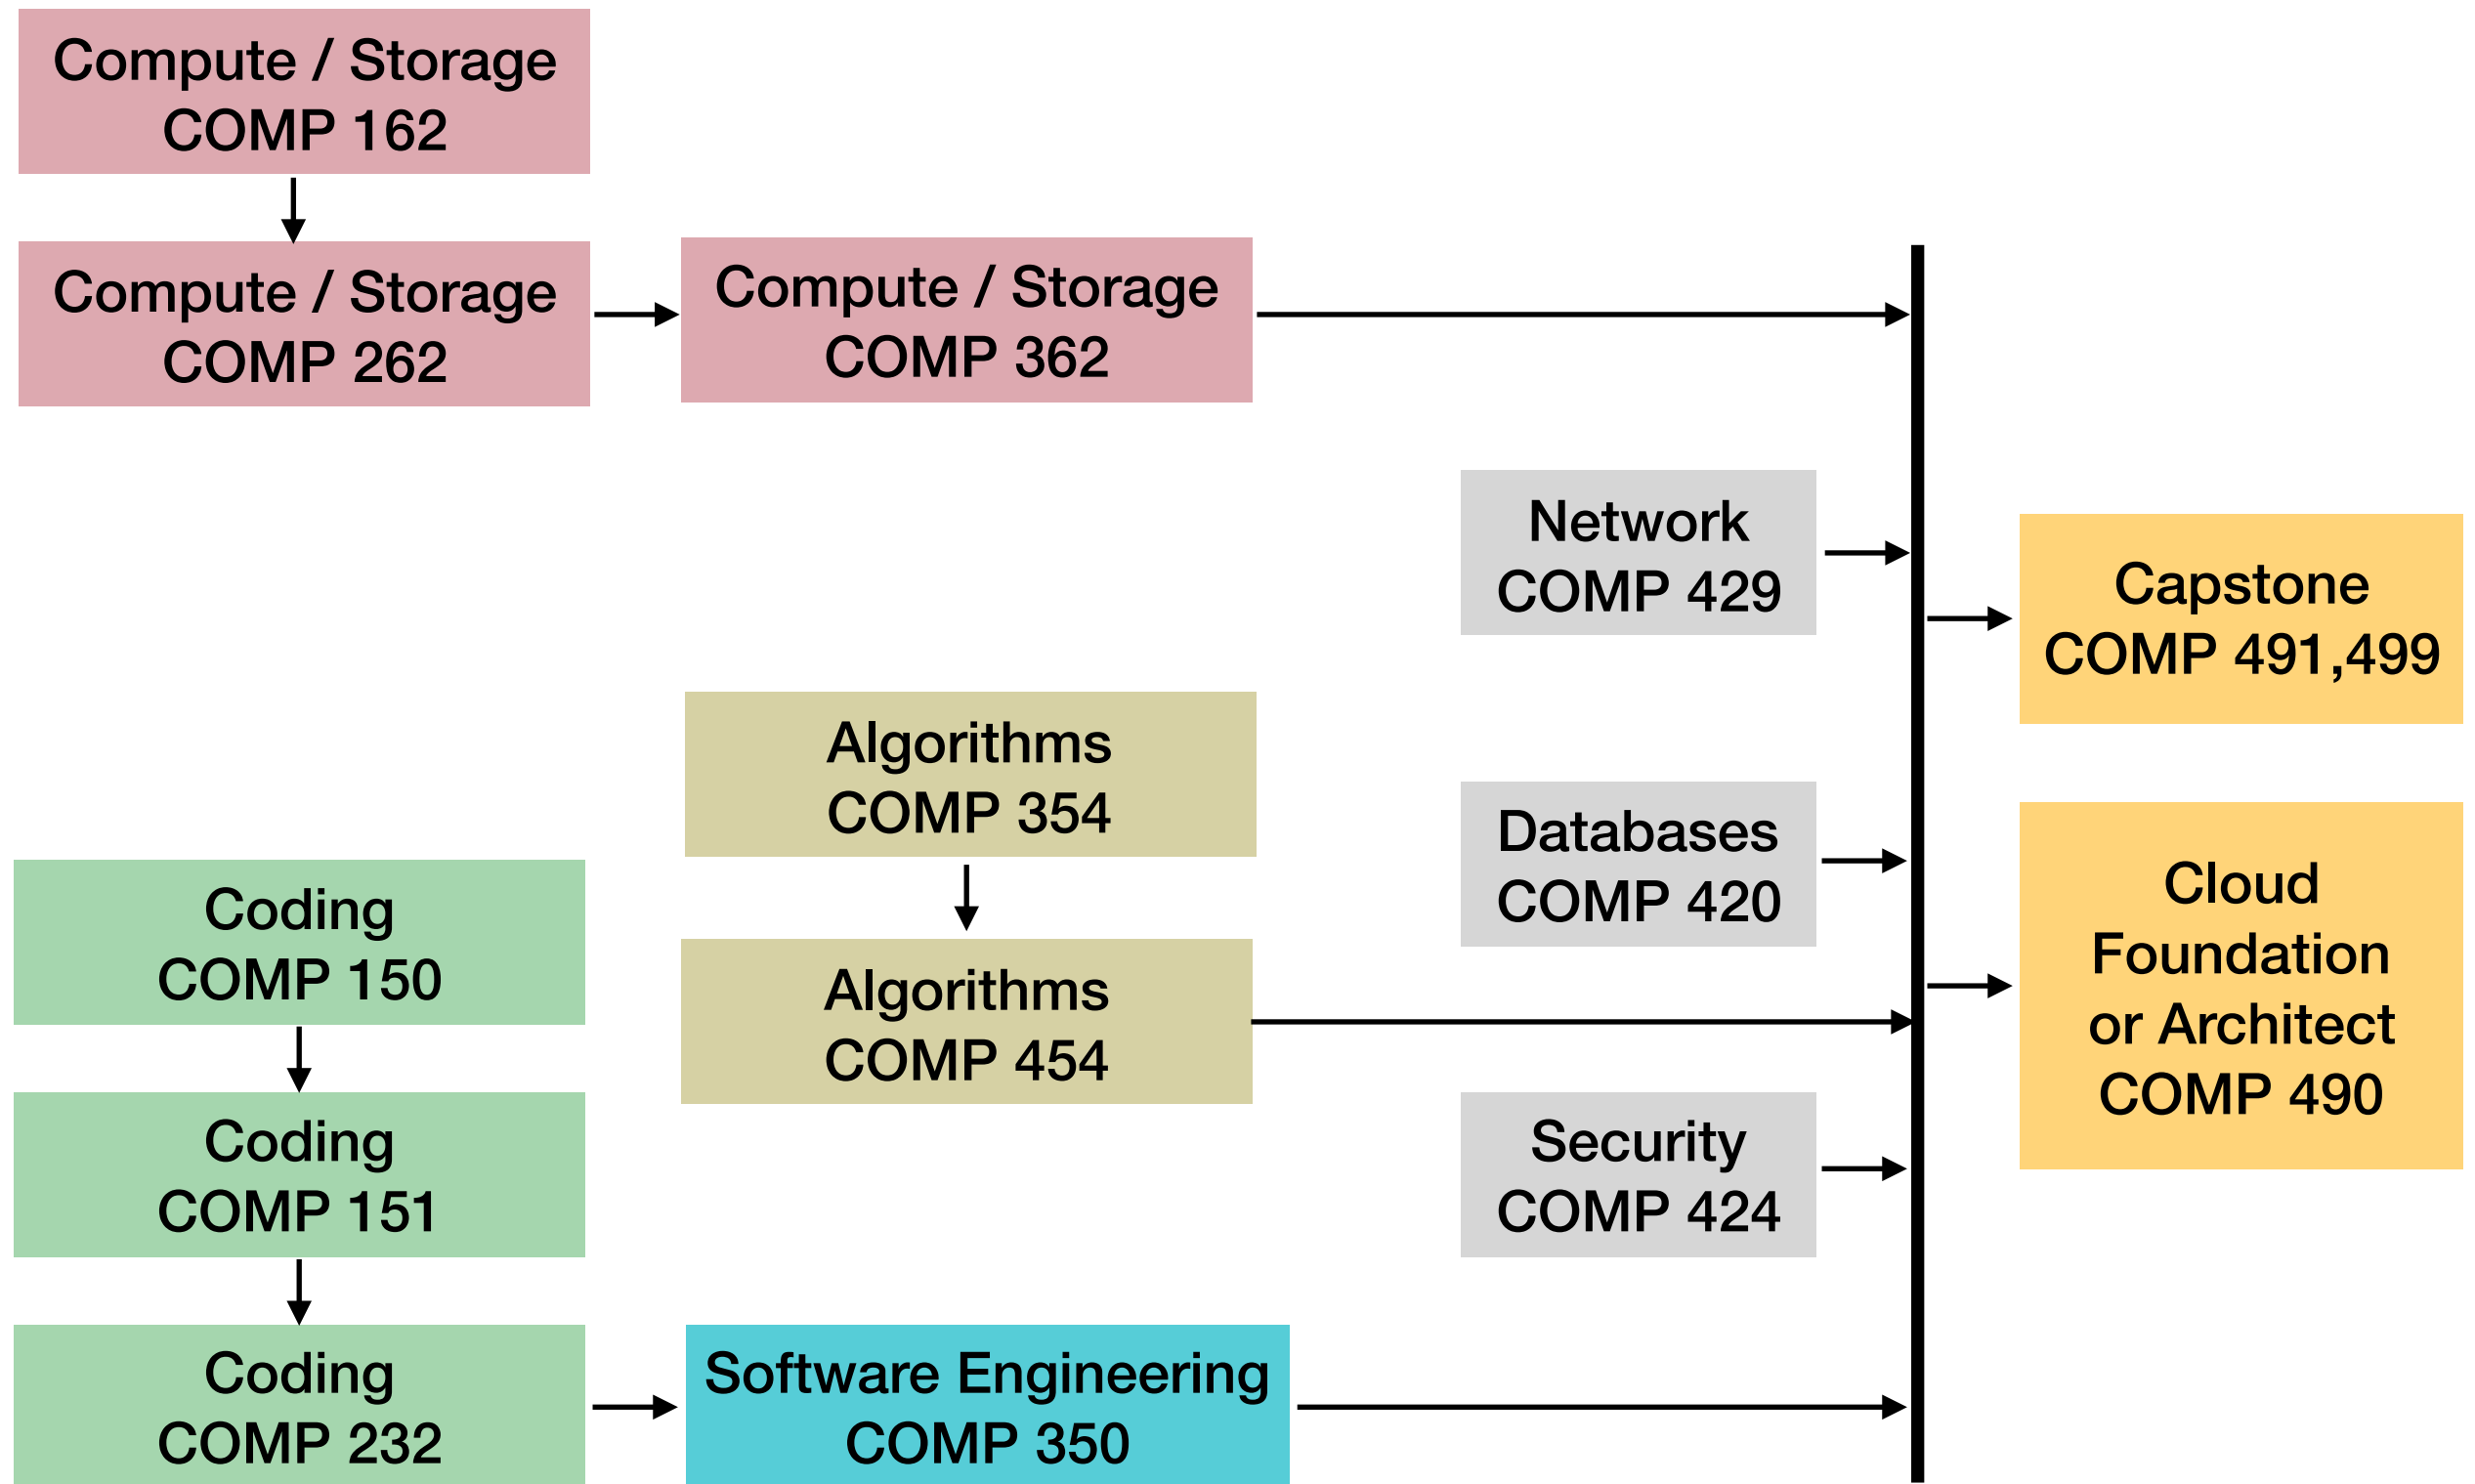 Compute / Storage
COMP 162
Compute / Storage
COMP 262
Compute / Storage
COMP 362
Network
COMP 429
Capstone
COMP 491,499
Algorithms
COMP 354
Databases
COMP 420
Cloud
Foundation
or Architect
COMP 490
Coding
COMP 150
Algorithms
COMP 454
Coding
COMP 151
Security
COMP 424
Coding
COMP 232
Software Engineering
COMP 350